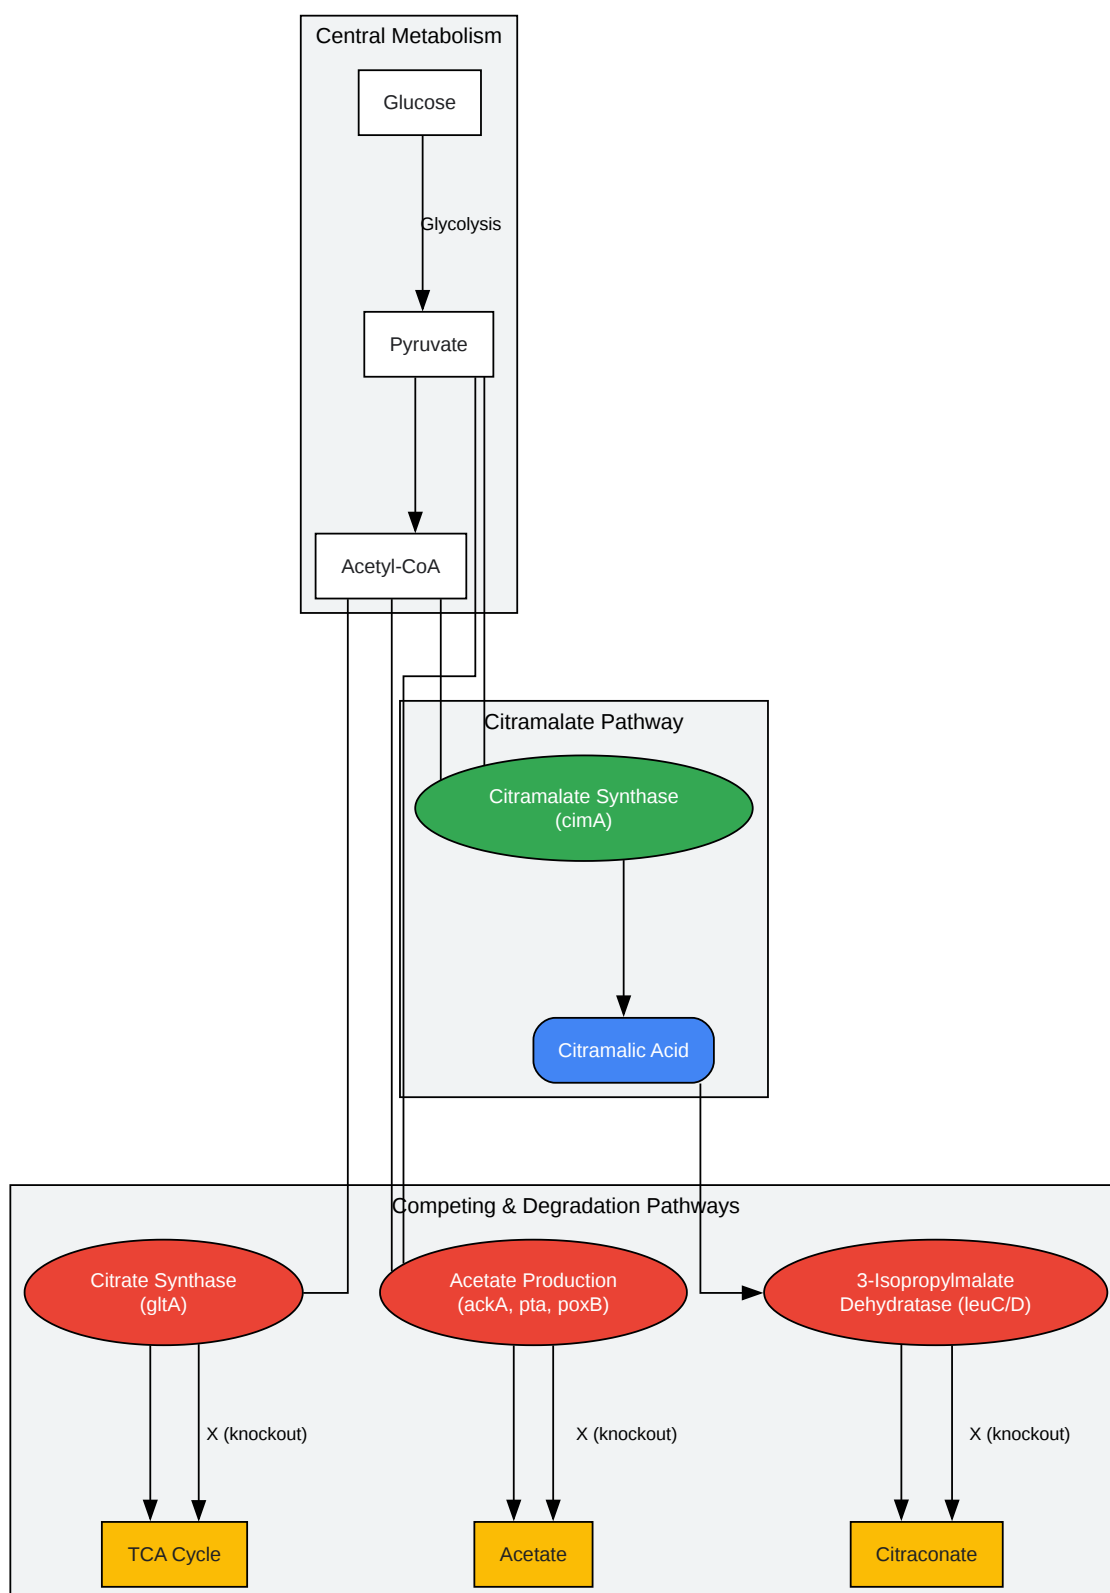 Central Metabolism
Glucose
Glycolysis
Pyruvate
Acetyl-CoA
Citramalate Pathway
Citramalate Synthase
(cimA)
Citramalic Acid
Competing & Degradation Pathways
Citrate Synthase
(gltA)
Acetate Production
(ackA, pta, poxB)
3-Isopropylmalate
Dehydratase (leuC/D)
X (knockout)
X (knockout)
X (knockout)
TCA Cycle
Acetate
Citraconate